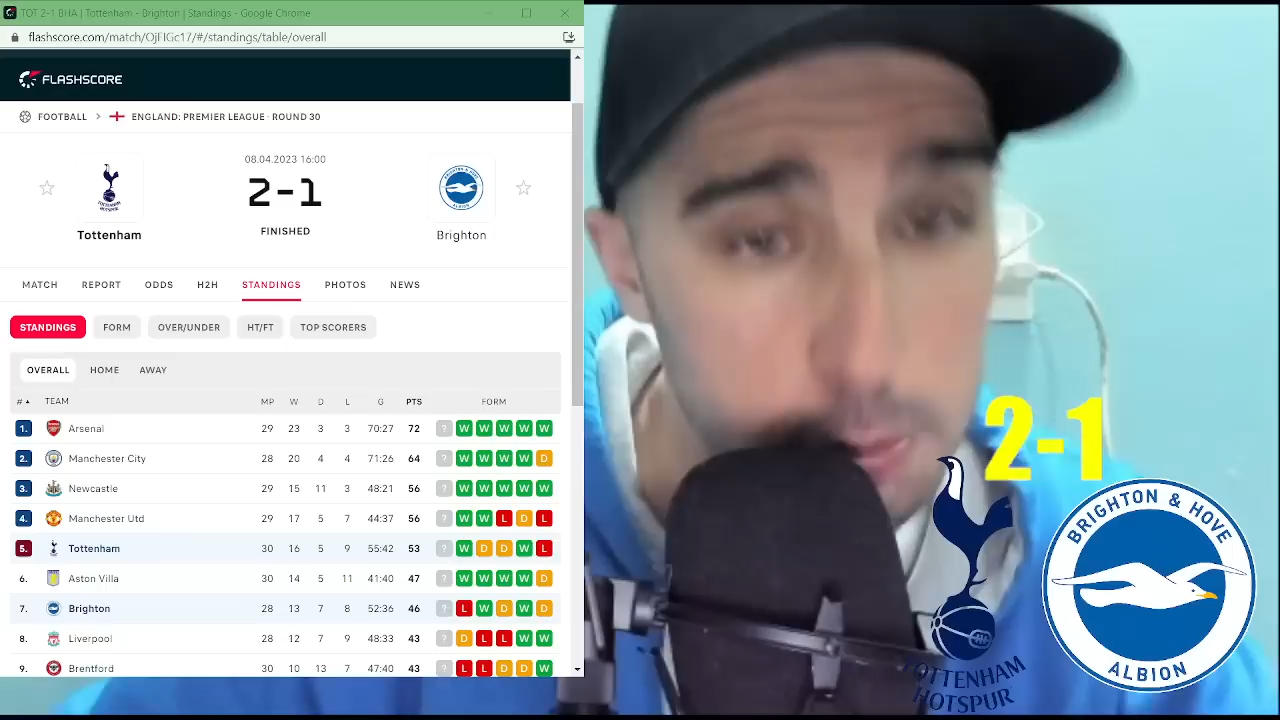 TOT 2-1 BHA | Tottenham - Brighton | Standings - Google Chrome
flashscore.com/match/OjFIGc17/#/standings/table/overall
FLASHSCORE
FOOTBALL > ENGLAND: PREMIER LEAGUE - ROUND 30
08.04.2023 16:00
2-1
FINISHED
Tottenham Brighton
MATCH REPORT ODDS H2H STANDINGS PHOTOS NEWS
STANDINGS FORM OVER/UNDER HT/FT TOP SCORERS
OVERALL HOME AWAY
# TEAM MP W D L G PTS FORM
1. Arsenal 29 23 3 3 70:27 72 ? W W W W W
2. Manchester City 28 20 4 4 71:26 64 ? W W W W D
3. Newcastle 29 15 11 3 48:21 56 ? W W W W W
4. Manchester Utd 29 17 5 7 44:37 56 ? W W L D L
5. Tottenham 30 16 5 9 55:42 53 ? W D D W L
6. Aston Villa 30 14 5 11 41:40 47 ? W W W W D
7. Brighton 28 13 7 8 52:36 46 ? L W D W D
8. Liverpool 28 12 7 9 48:33 43 ? D L L W W
9. Brentford 30 10 13 7 47:40 43 ? L L D D W
2-1
TOTTENHAM
HOTSPUR
BRIGHTON & HOVE
ALBION